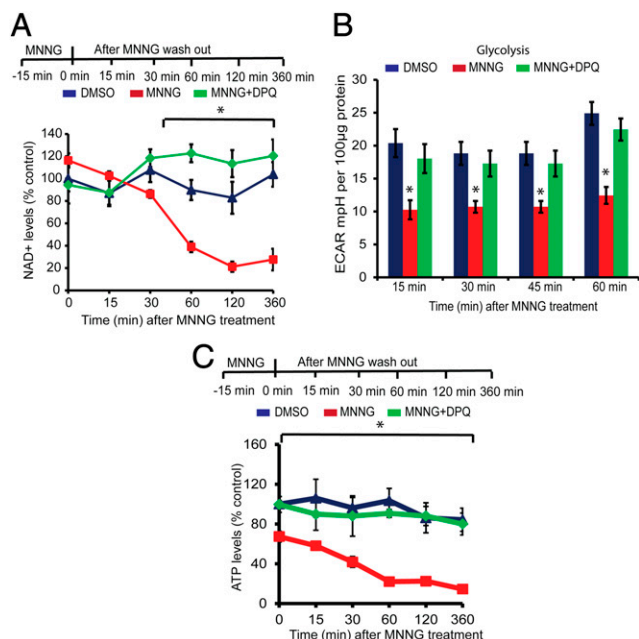 A
MNNG After MNNG wash out
-15 min 0 min 15 min 30 min 60 min 120 min 360 min
DMSO MNNG MNNG+DPQ
*
NAD+ levels (% control)
140
120
100
80
60
40
20
0
0 15 30 60 120 360
Time (min) after MNNG treatment
B
Glycolysis
DMSO MNNG MNNG+DPQ
ECAR mpH per 100µg protein
30
25
20
15
10
5
0
* * * *
15 min 30 min 45 min 60 min
Time (min) after MNNG treatment
C
MNNG After MNNG wash out
-15 min 0 min 15 min 30 min 60 min 120 min 360 min
DMSO MNNG MNNG+DPQ
*
ATP levels (% control)
160
120
80
40
0
0 15 30 60 120 360
Time (min) after MNNG treatment